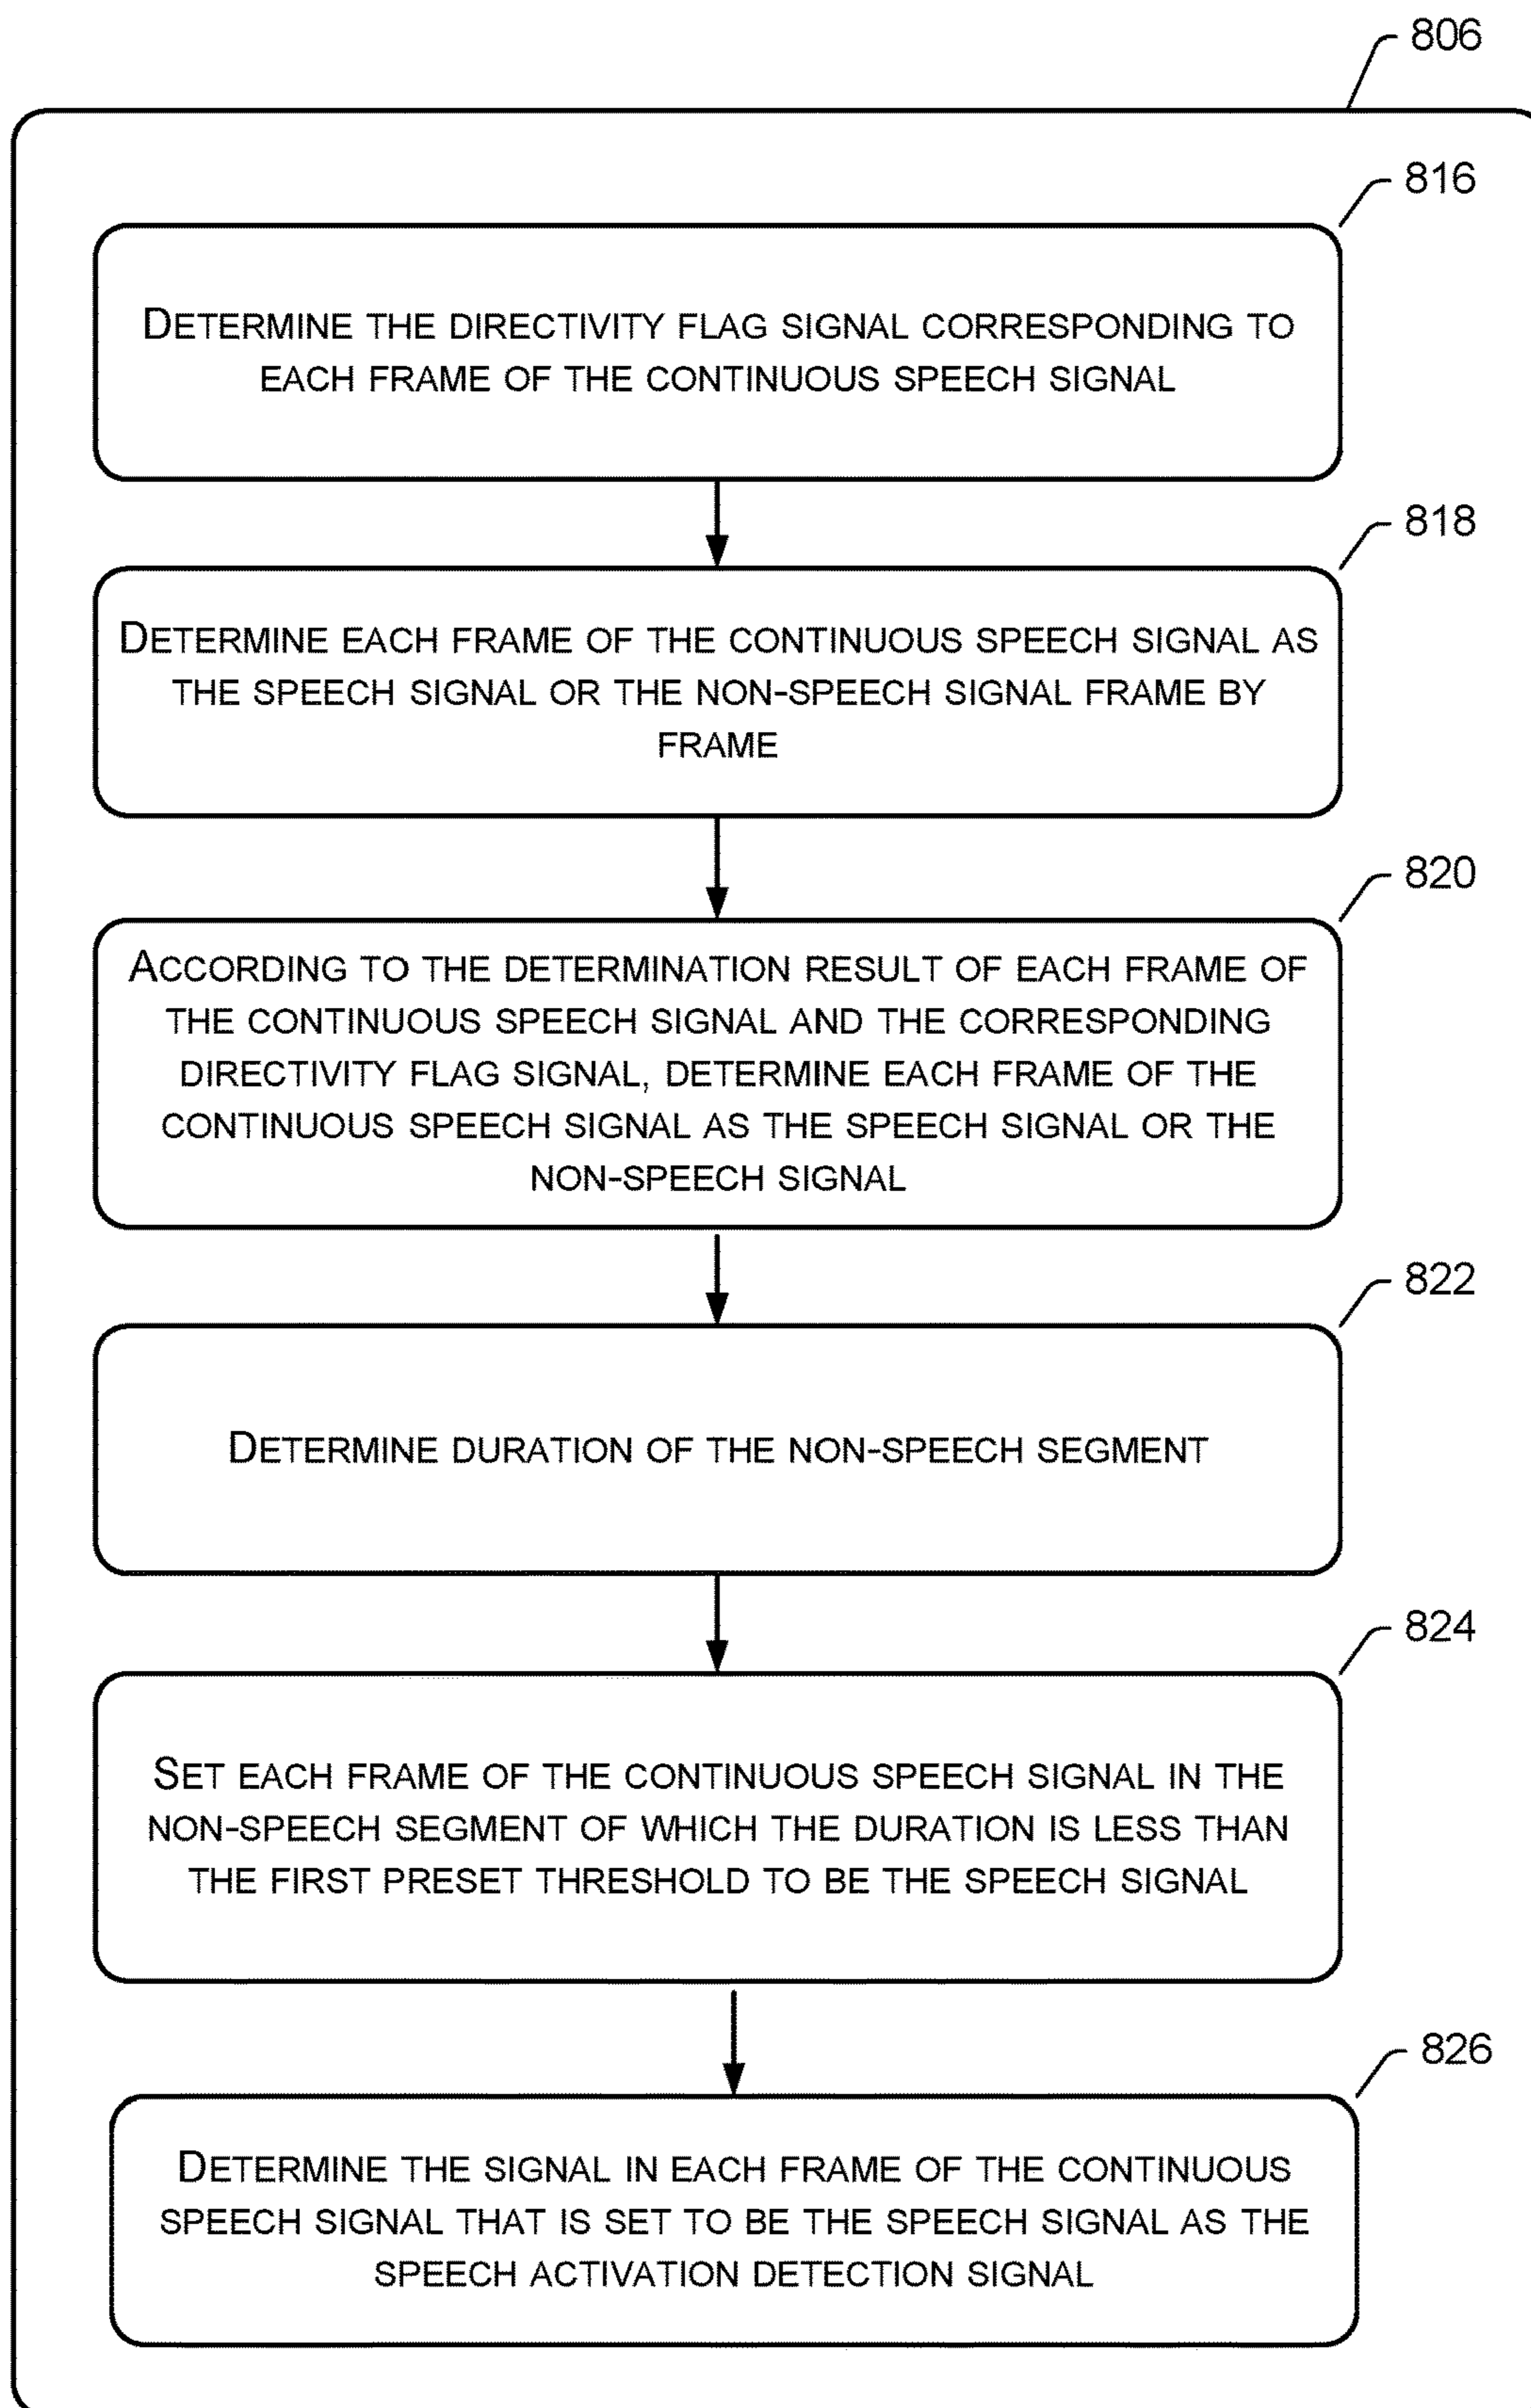 806
816
DETERMINE THE DIRECTIVITY FLAG SIGNAL CORRESPONDING TO
EACH FRAME OF THE CONTINUOUS SPEECH SIGNAL
818
DETERMINE EACH FRAME OF THE CONTINUOUS SPEECH SIGNAL AS
THE SPEECH SIGNAL OR THE NON-SPEECH SIGNAL FRAME BY
FRAME
820
ACCORDING TO THE DETERMINATION RESULT OF EACH FRAME OF
THE CONTINUOUS SPEECH SIGNAL AND THE CORRESPONDING
DIRECTIVITY FLAG SIGNAL, DETERMINE EACH FRAME OF THE
CONTINUOUS SPEECH SIGNAL AS THE SPEECH SIGNAL OR THE
NON-SPEECH SIGNAL
822
DETERMINE DURATION OF THE NON-SPEECH SEGMENT
824
SET EACH FRAME OF THE CONTINUOUS SPEECH SIGNAL IN THE
NON-SPEECH SEGMENT OF WHICH THE DURATION IS LESS THAN
THE FIRST PRESET THRESHOLD TO BE THE SPEECH SIGNAL
826
DETERMINE THE SIGNAL IN EACH FRAME OF THE CONTINUOUS
SPEECH SIGNAL THAT IS SET TO BE THE SPEECH SIGNAL AS THE
SPEECH ACTIVATION DETECTION SIGNAL